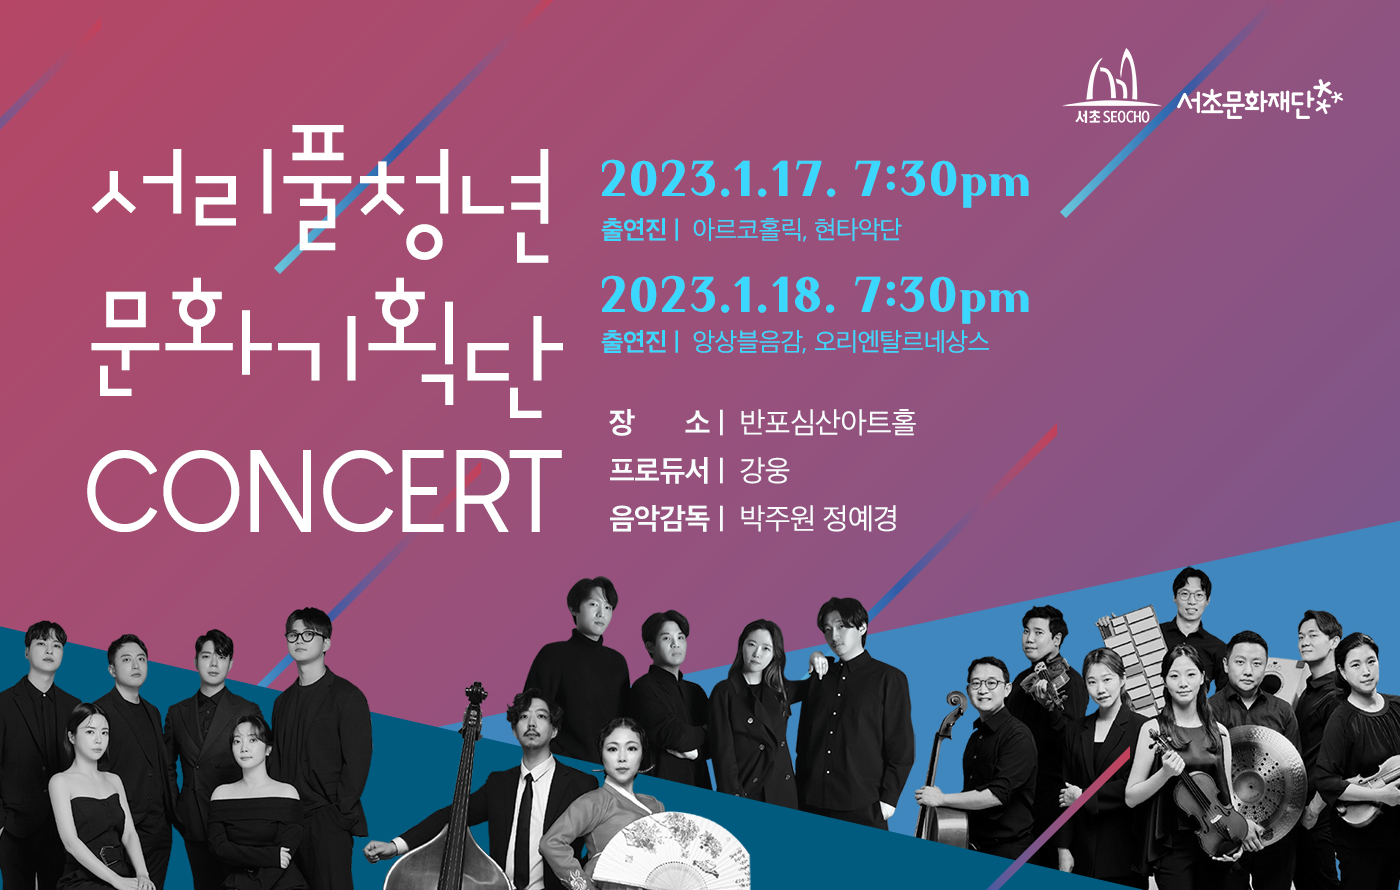 서초 SEOCHO
서초문화재단
서리풀청년
문화기획단
CONCERT
2023.1.17. 7:30pm
출연진 | 아르코홀릭, 현타악단
2023.1.18. 7:30pm
출연진 | 앙상블음감, 오리엔탈르네상스
장 소 | 반포심산아트홀
프로듀서 | 강웅
음악감독 | 박주원 정예경